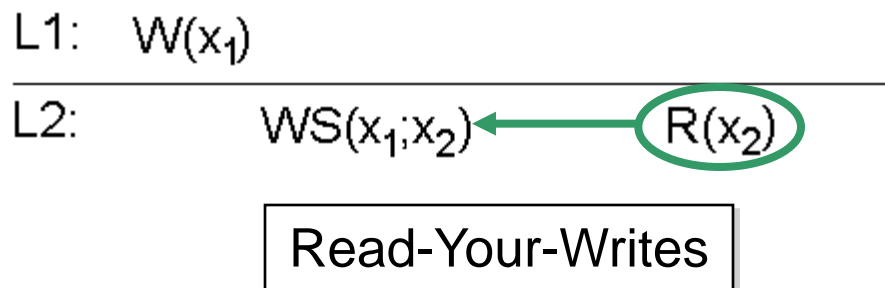 L1: W(x₁)
L2: WS(x₁;x₂) R(x₂)
Read-Your-Writes